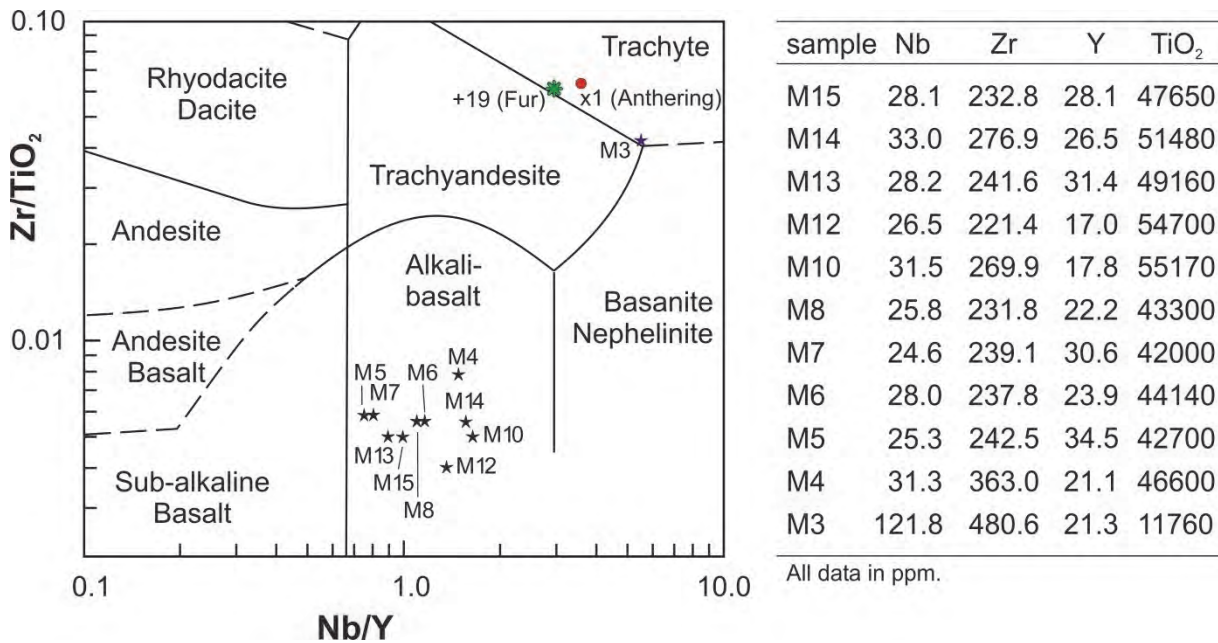 0.10
0.01
Zr/TiO2
Rhyodacite
Dacite
Andesite
Andesite
Basalt
Sub-alkaline
Basalt
Trachyte
+19 (Fur)
x1 (Anthering)
M3
Trachyandesite
Alkali-
basalt
Basanite
Nephelinite
M4
M5
M6
M7
M14
M10
M13
M12
M15
M8
0.1
1.0
10.0
Nb/Y
sample Nb Zr Y TiO2
M15 28.1 232.8 28.1 47650
M14 33.0 276.9 26.5 51480
M13 28.2 241.6 31.4 49160
M12 26.5 221.4 17.0 54700
M10 31.5 269.9 17.8 55170
M8 25.8 231.8 22.2 43300
M7 24.6 239.1 30.6 42000
M6 28.0 237.8 23.9 44140
M5 25.3 242.5 34.5 42700
M4 31.3 363.0 21.1 46600
M3 121.8 480.6 21.3 11760
All data in ppm.